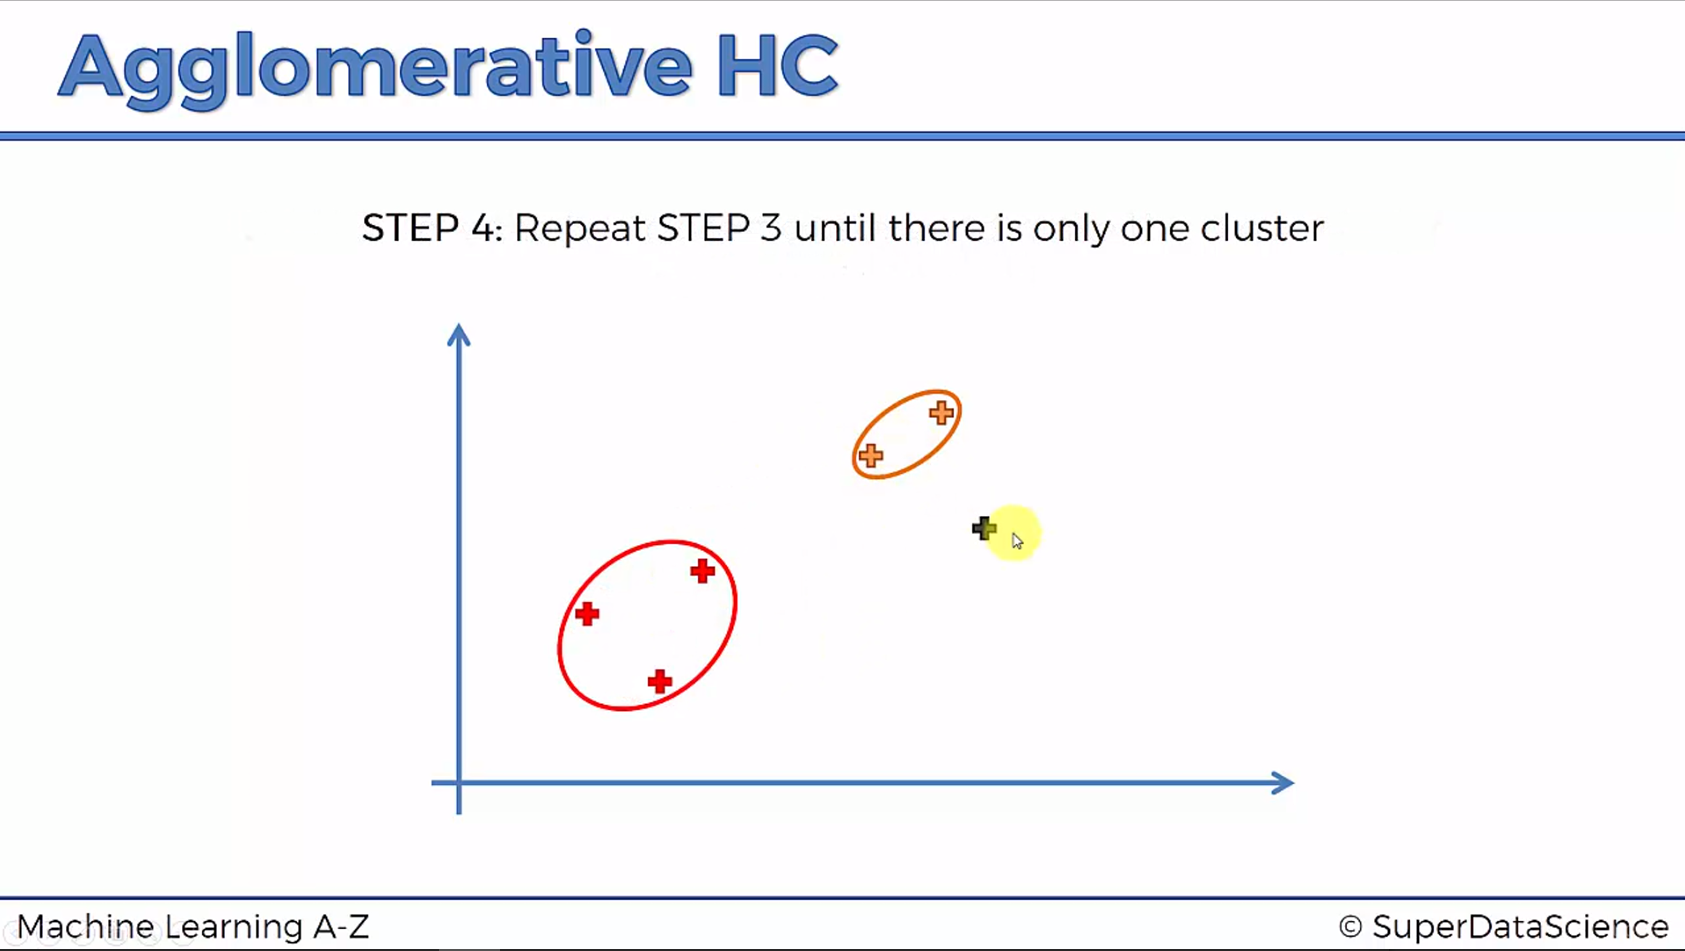 Agglomerative HC
STEP 4: Repeat STEP 3 until there is only one cluster
Machine Learning A-Z
© SuperDataScience